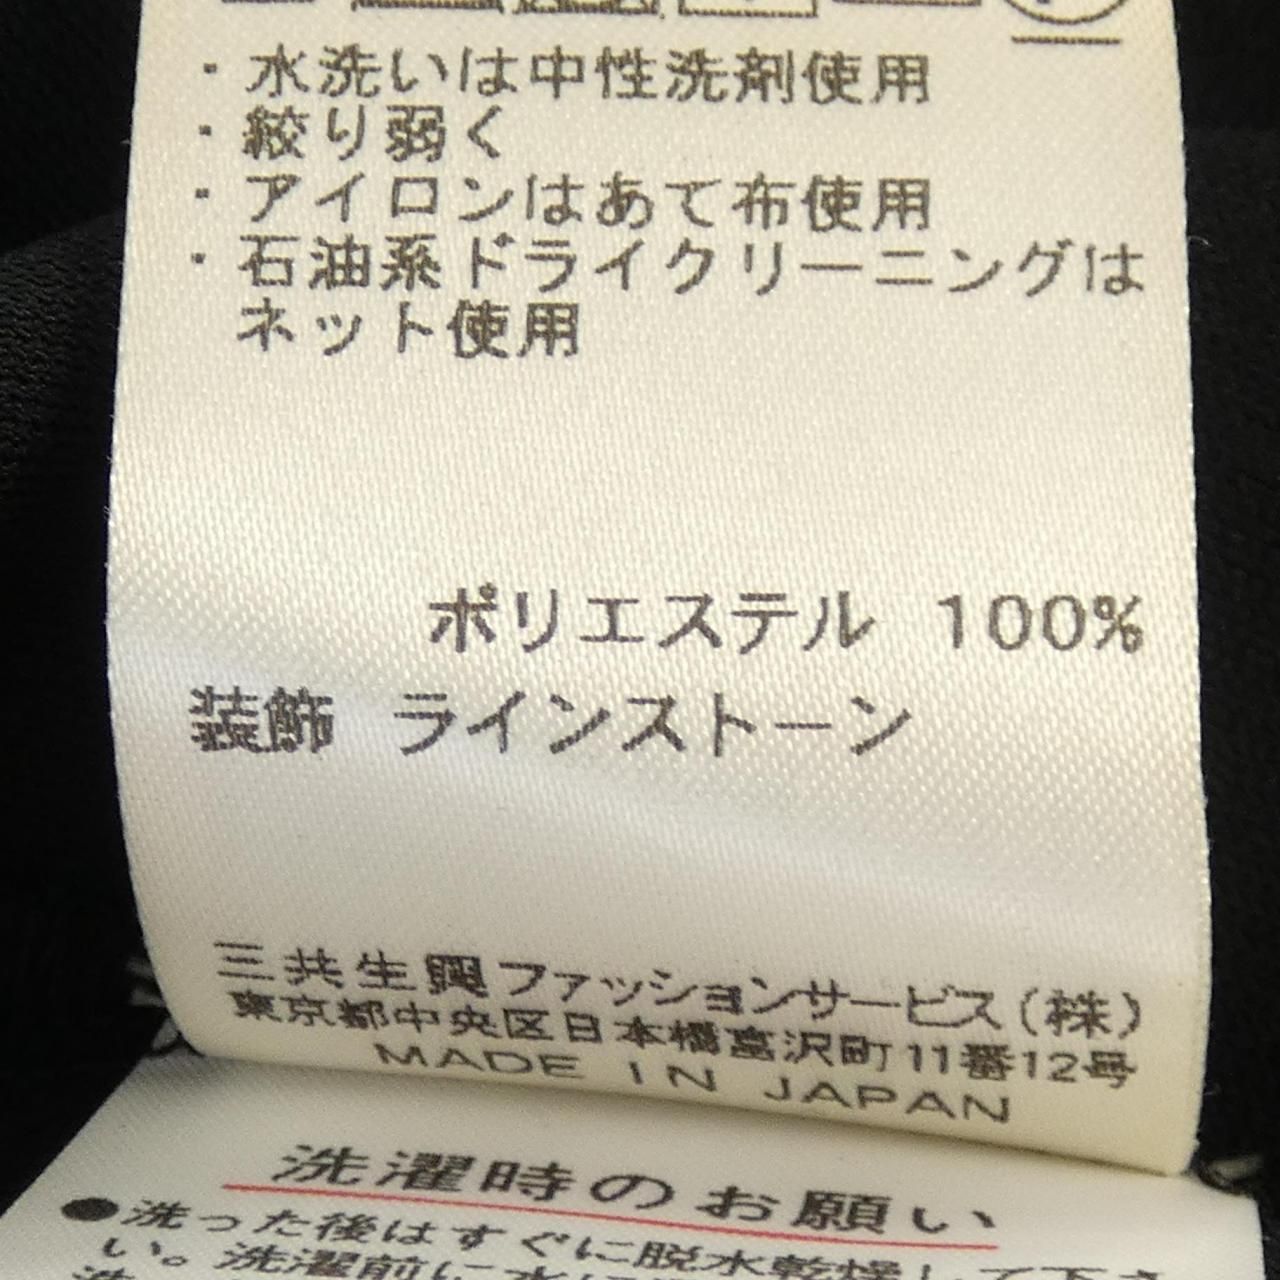 ・水洗いは中性洗剤使用
・絞り弱く
・アイロンはあて布使用
・石油系ドライクリーニングは
ネット使用
ポリエステル 100%
装飾 ラインストーン
三共生興ファッションサービス(株)
東京都中央区日本橋富沢町11番12号
MADE IN JAPAN
洗濯時のお願い
●洗った後はすぐに脱水乾燥して下さ
い。洗濯前に水に
洗